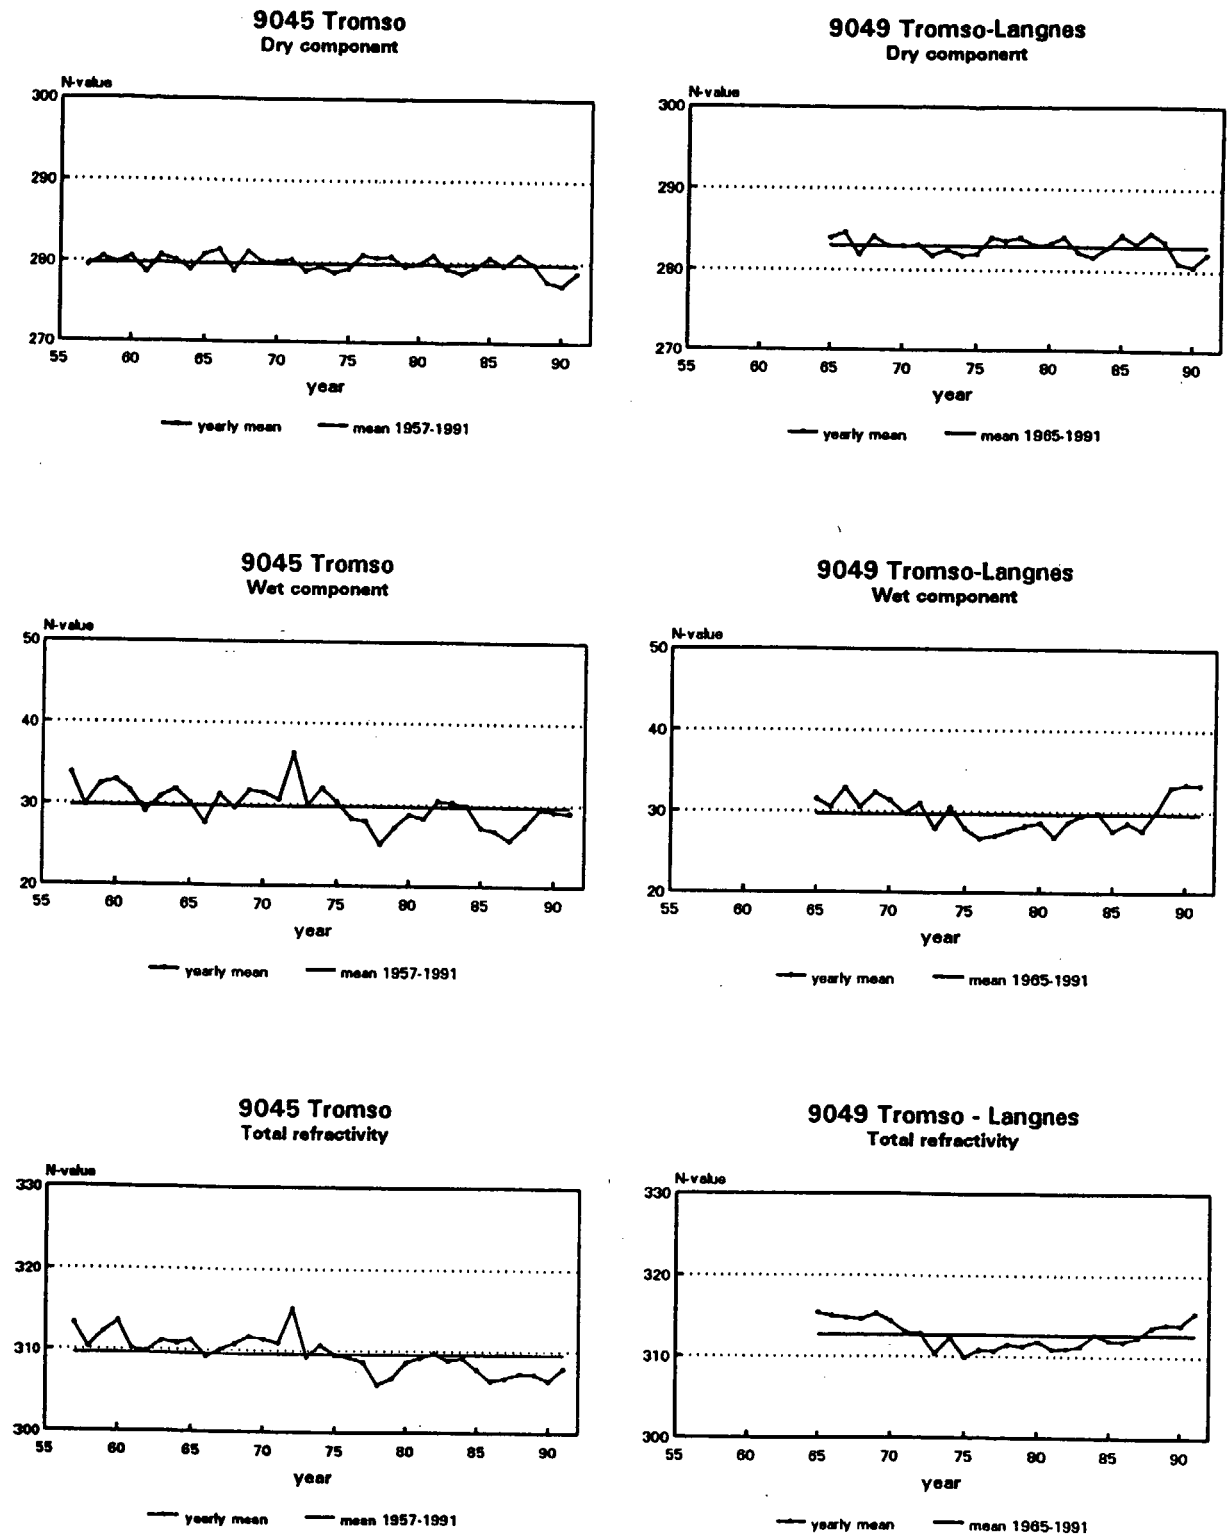 9045 Tromso
Dry component
N-value
300
290
280
270
55 60 65 70 75 80 85 90
year
yearly mean mean 1957-1991
9049 Tromso-Langnes
Dry component
N-value
300
290
280
270
55 60 65 70 75 80 85 90
year
yearly mean mean 1965-1991
9045 Tromso
Wet component
N-value
50
40
30
20
55 60 65 70 75 80 85 90
year
yearly mean mean 1957-1991
9049 Tromso-Langnes
Wet component
N-value
50
40
30
20
55 60 65 70 75 80 85 90
year
yearly mean mean 1965-1991
9045 Tromso
Total refractivity
N-value
330
320
310
300
55 60 65 70 75 80 85 90
year
yearly mean mean 1957-1991
9049 Tromso - Langnes
Total refractivity
N-value
330
320
310
300
55 60 65 70 75 80 85 90
year
yearly mean mean 1965-1991